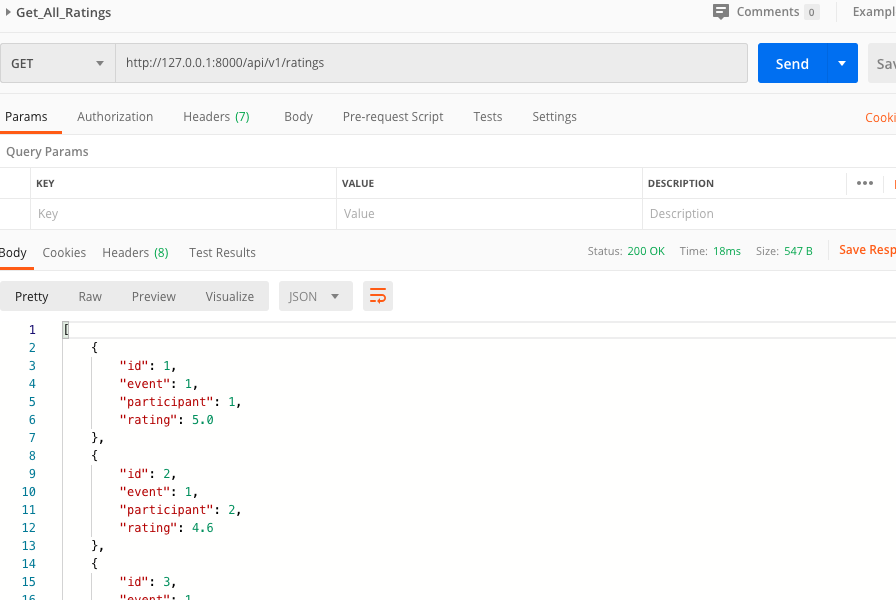 Get_All_Ratings Comments 0 Exampl
GET http://127.0.0.1:8000/api/v1/ratings Send Sav
Params Authorization Headers (7) Body Pre-request Script Tests Settings Cooki
Query Params
KEY VALUE DESCRIPTION •••
Key Value Description
Body Cookies Headers (8) Test Results Status: 200 OK Time: 18ms Size: 547 B Save Resp
Pretty Raw Preview Visualize JSON
1 [
2 {
3 "id": 1,
4 "event": 1,
5 "participant": 1,
6 "rating": 5.0
7 },
8 {
9 "id": 2,
10 "event": 1,
11 "participant": 2,
12 "rating": 4.6
13 },
14 {
15 "id": 3,
16 "event": 1